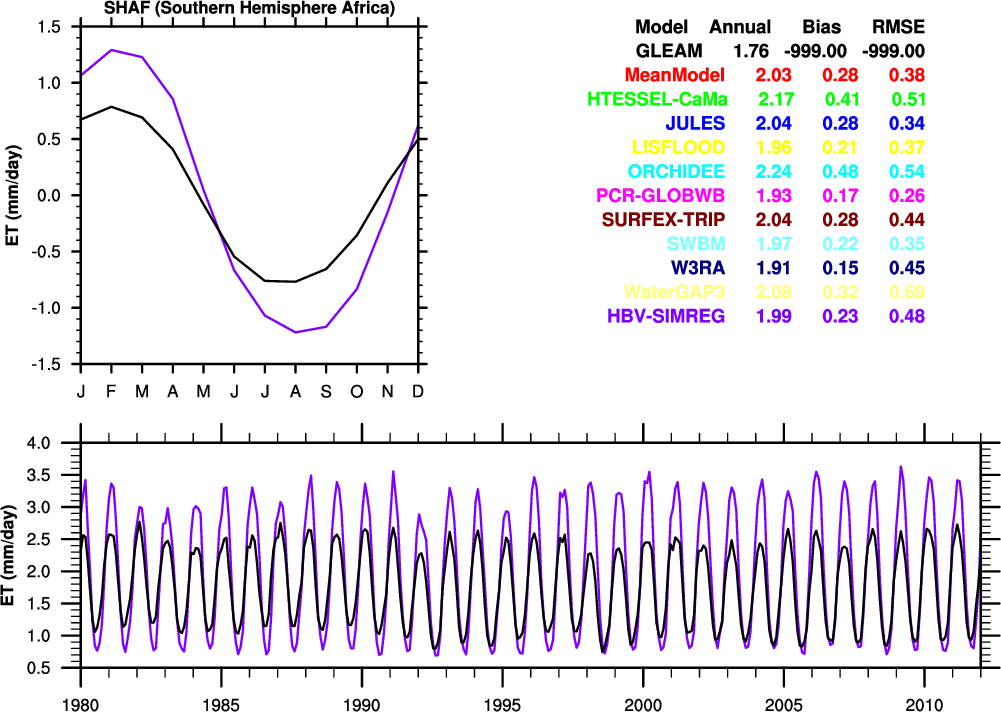 SHAF (Southern Hemisphere Africa)
1.5
1.0
0.5
0.0
-0.5
-1.0
-1.5
ET (mm/day)
J F M A M J J A S O N D
Model Annual Bias RMSE
GLEAM 1.76 -999.00 -999.00
MeanModel 2.03 0.28 0.38
HTESSEL-CaMa 2.17 0.41 0.51
JULES 2.04 0.28 0.34
LISFLOOD 1.96 0.21 0.37
ORCHIDEE 2.24 0.48 0.54
PCR-GLOBWB 1.93 0.17 0.26
SURFEX-TRIP 2.04 0.28 0.44
SWBM 1.97 0.22 0.35
W3RA 1.91 0.15 0.45
WaterGAP3 2.08 0.32 0.69
HBV-SIMREG 1.99 0.23 0.48
4.0
3.5
3.0
2.5
2.0
1.5
1.0
0.5
ET (mm/day)
1980 1985 1990 1995 2000 2005 2010